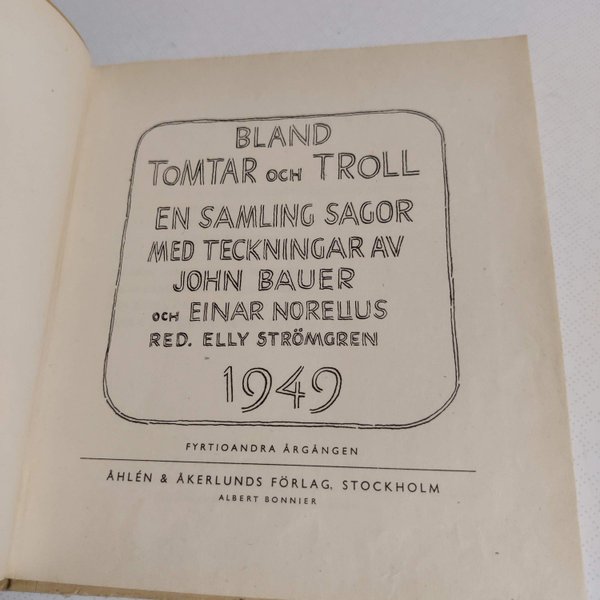 BLAND
TOMTAR OCH TROLL
EN SAMLING SAGOR
MED TECKNINGAR AV
JOHN BAUER
OCH EINAR NORELIUS
RED. ELLY STRÖMGREN
1949
FYRTIOANDRA ÅRGÅNGEN
ÅHLÉN & ÅKERLUNDS FÖRLAG, STOCKHOLM
ALBERT BONNIER